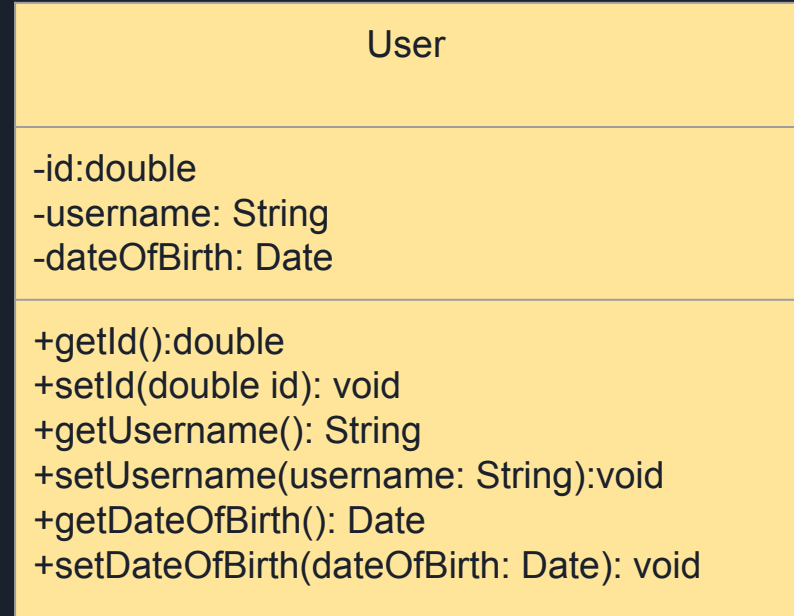 User
-id:double
-username: String
-dateOfBirth: Date
+getId():double
+setId(double id): void
+getUsername(): String
+setUsername(username: String):void
+getDateOfBirth(): Date
+setDateOfBirth(dateOfBirth: Date): void